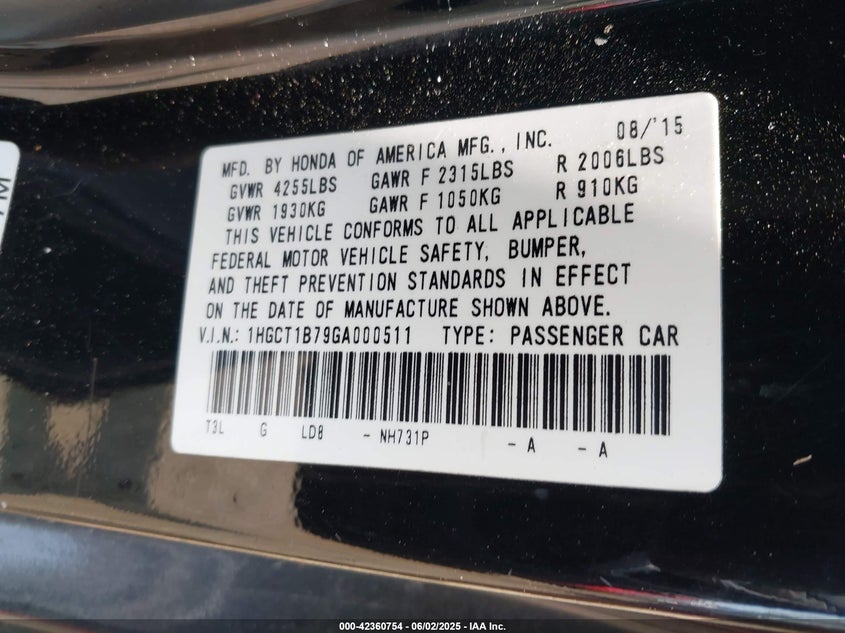 08/'15
MFD. BY HONDA OF AMERICA MFG., INC.
GVWR 4255LBS GAWR F 2315LBS R 2006LBS
GVWR 1930KG GAWR F 1050KG R 910KG
THIS VEHICLE CONFORMS TO ALL APPLICABLE
FEDERAL MOTOR VEHICLE SAFETY, BUMPER,
AND THEFT PREVENTION STANDARDS IN EFFECT
ON THE DATE OF MANUFACTURE SHOWN ABOVE.
V.I.N.: 1HGCT1B79GA000511 TYPE: PASSENGER CAR
T3L G LD8 - NH731P - A - A
000-42360754 - 06/02/2025 - IAA Inc.